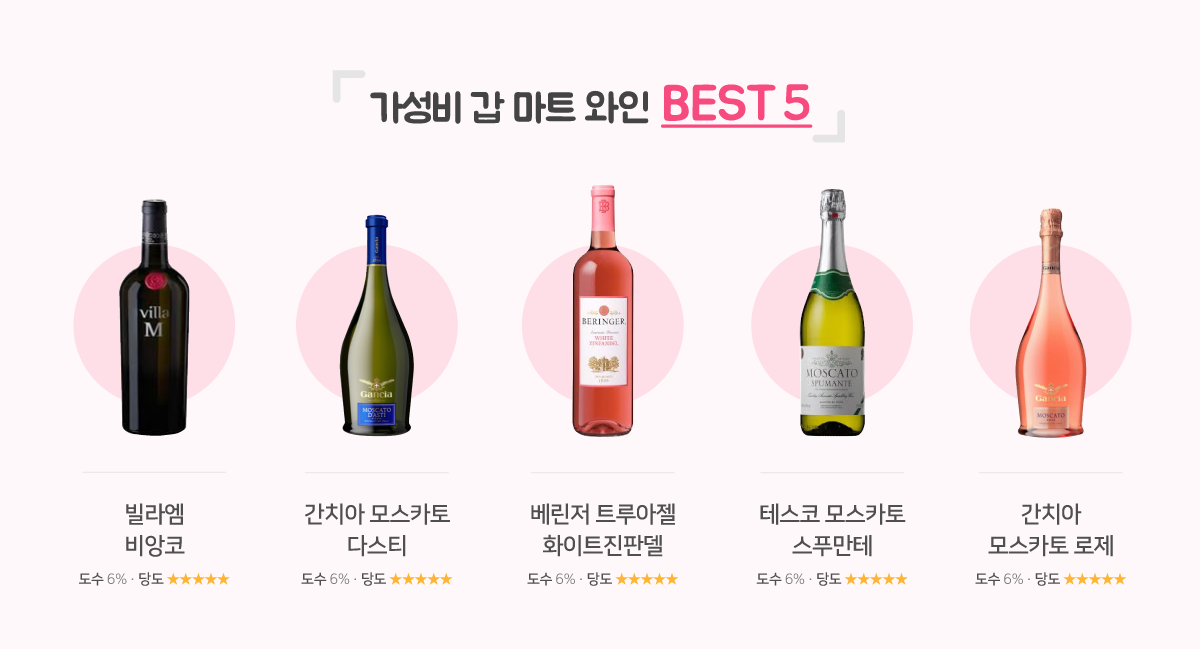 가성비 갑 마트 와인 BEST 5
villa
M
Gancia
MOSCATO
D'ASTI
BERINGER
WHITE
ZINFANDEL
MOSCATO
SPUMANTE
Gancia
MOSCATO
빌라엠
비앙코
도수 6% · 당도 ★★★★★
간치아 모스카토
다스티
도수 6% · 당도 ★★★★★
베린저 트루아젤
화이트진판델
도수 6% · 당도 ★★★★★
테스코 모스카토
스푸만테
도수 6% · 당도 ★★★★★
간치아
모스카토 로제
도수 6% · 당도 ★★★★★